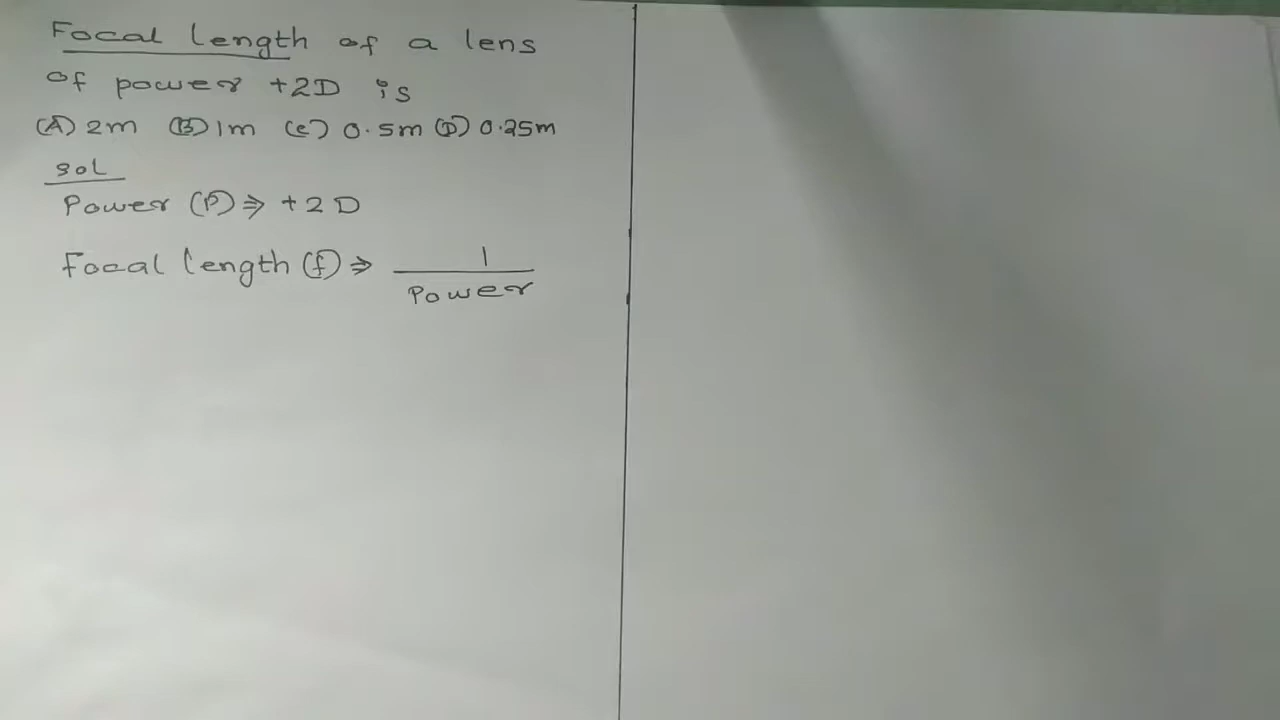 Focal length of a lens
of power +2D is
(A) 2m (B) 1m (C) 0.5m (D) 0.25m
sol
Power (P) ⇒ +2D
Focal length (f) ⇒ 1
Power